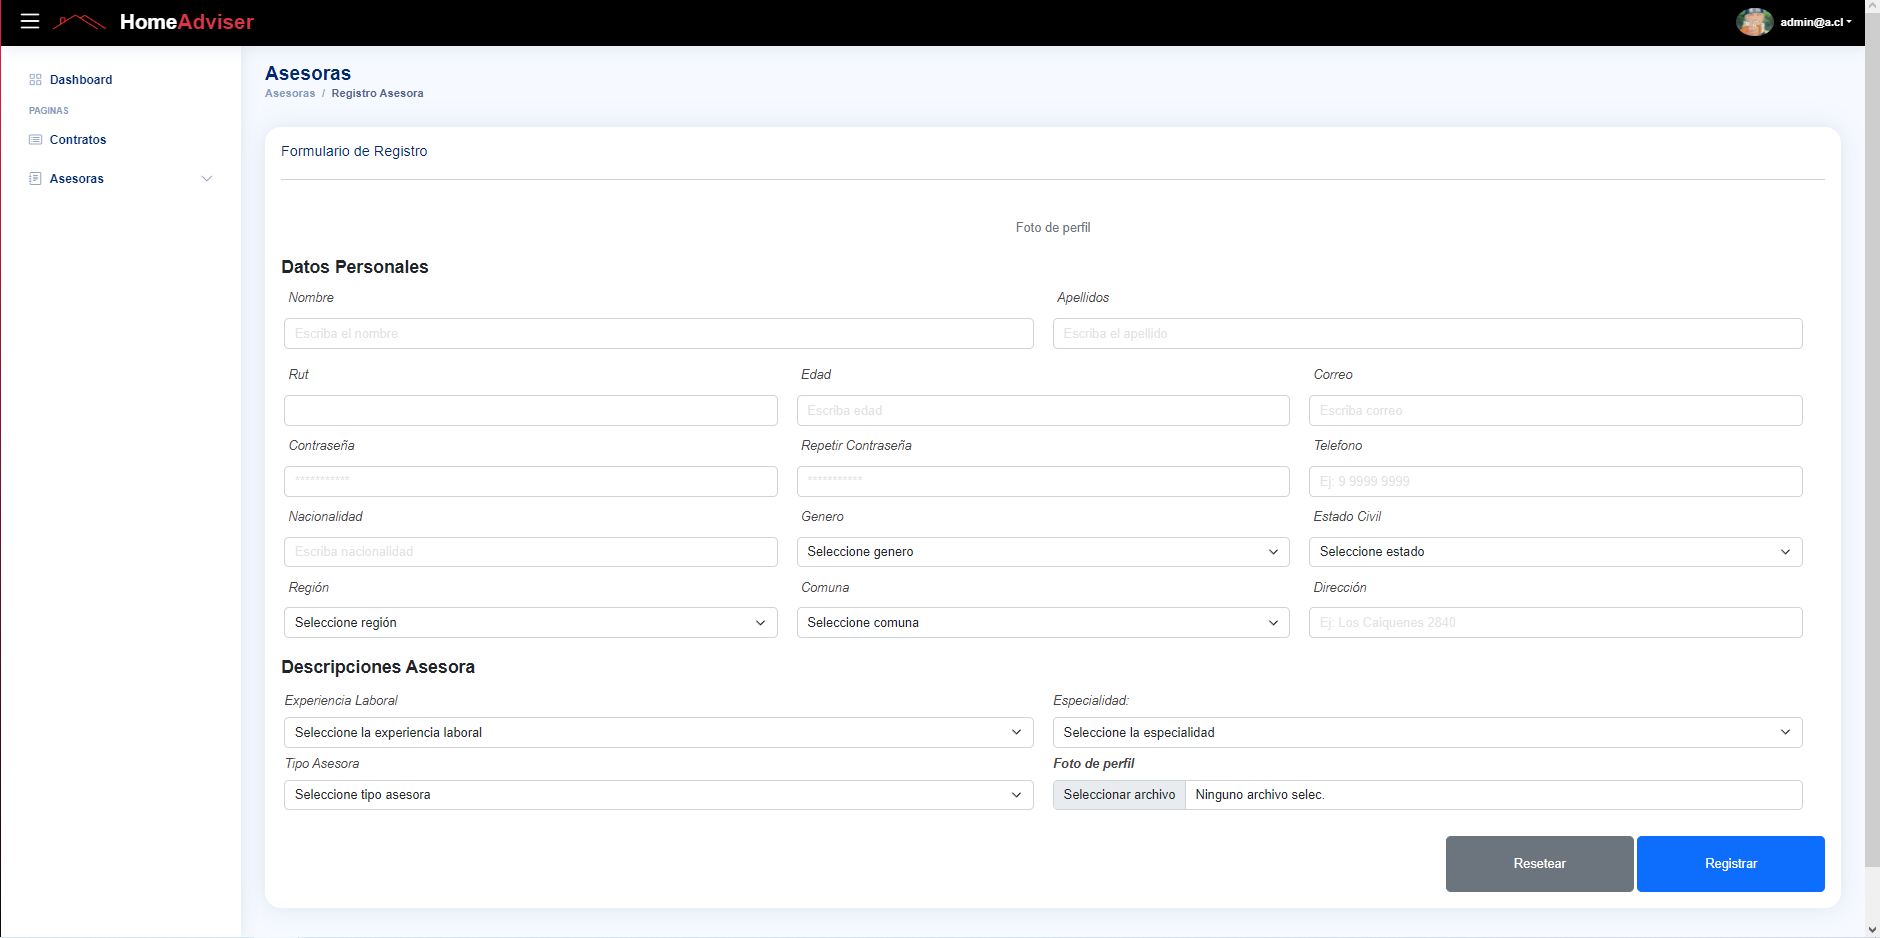 HomeAdviser
admin@a.cl
Dashboard
PAGINAS
Contratos
Asesoras
Asesoras
Asesoras / Registro Asesora
Formulario de Registro
Foto de perfil
Datos Personales
Nombre Apellidos
Escriba el nombre Escriba el apellido
Rut Edad Correo
Escriba edad Escriba correo
Contraseña Repetir Contraseña Telefono
*********** *********** Ej: 9 9999 9999
Nacionalidad Genero Estado Civil
Escriba nacionalidad Seleccione genero Seleccione estado
Región Comuna Dirección
Seleccione región Seleccione comuna Ej: Los Caiquenes 2840
Descripciones Asesora
Experiencia Laboral Especialidad:
Seleccione la experiencia laboral Seleccione la especialidad
Tipo Asesora Foto de perfil
Seleccione tipo asesora Seleccionar archivo Ninguno archivo selec.
Resetear Registrar